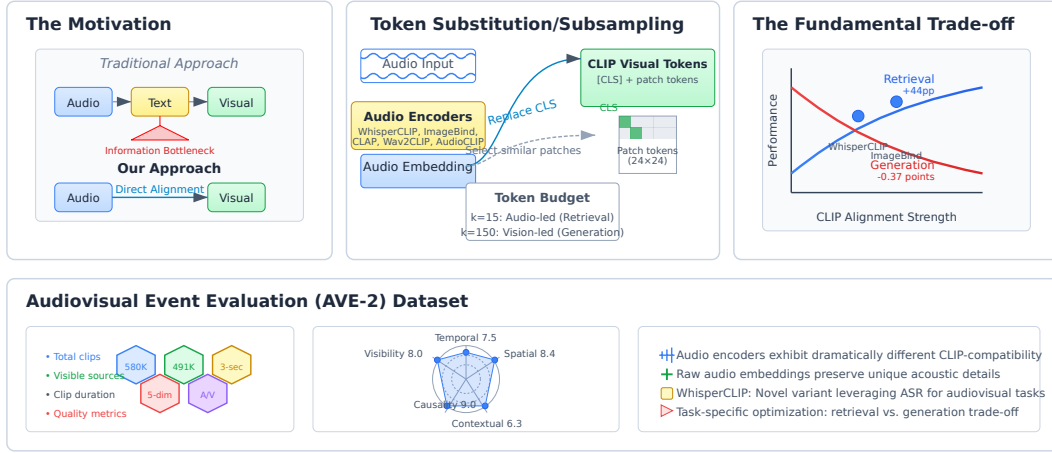 The Motivation
Traditional Approach
Audio
Text
Visual
Information Bottleneck
Our Approach
Audio
Direct Alignment
Visual
Token Substitution/Subsampling
Audio Input
Audio Encoders
WhisperCLIP, ImageBind,
CLAP, Wav2CLIP, AudioCLIP
Audio Embedding
Replace CLS
Select similar patches
CLIP Visual Tokens
[CLS] + patch tokens
CLS
Patch tokens
(24×24)
Token Budget
k=15: Audio-led (Retrieval)
k=150: Vision-led (Generation)
The Fundamental Trade-off
Performance
Retrieval
+44pp
WhisperCLIP
ImageBind
Generation
-0.37 points
CLIP Alignment Strength
Audiovisual Event Evaluation (AVE-2) Dataset
• Total clips
• Visible sources
• Clip duration
• Quality metrics
580K
491K
3-sec
5-dim
A/V
Temporal 7.5
Visibility 8.0
Spatial 8.4
Causality 9.0
Contextual 6.3
Audio encoders exhibit dramatically different CLIP-compatibility
Raw audio embeddings preserve unique acoustic details
WhisperCLIP: Novel variant leveraging ASR for audiovisual tasks
Task-specific optimization: retrieval vs. generation trade-off